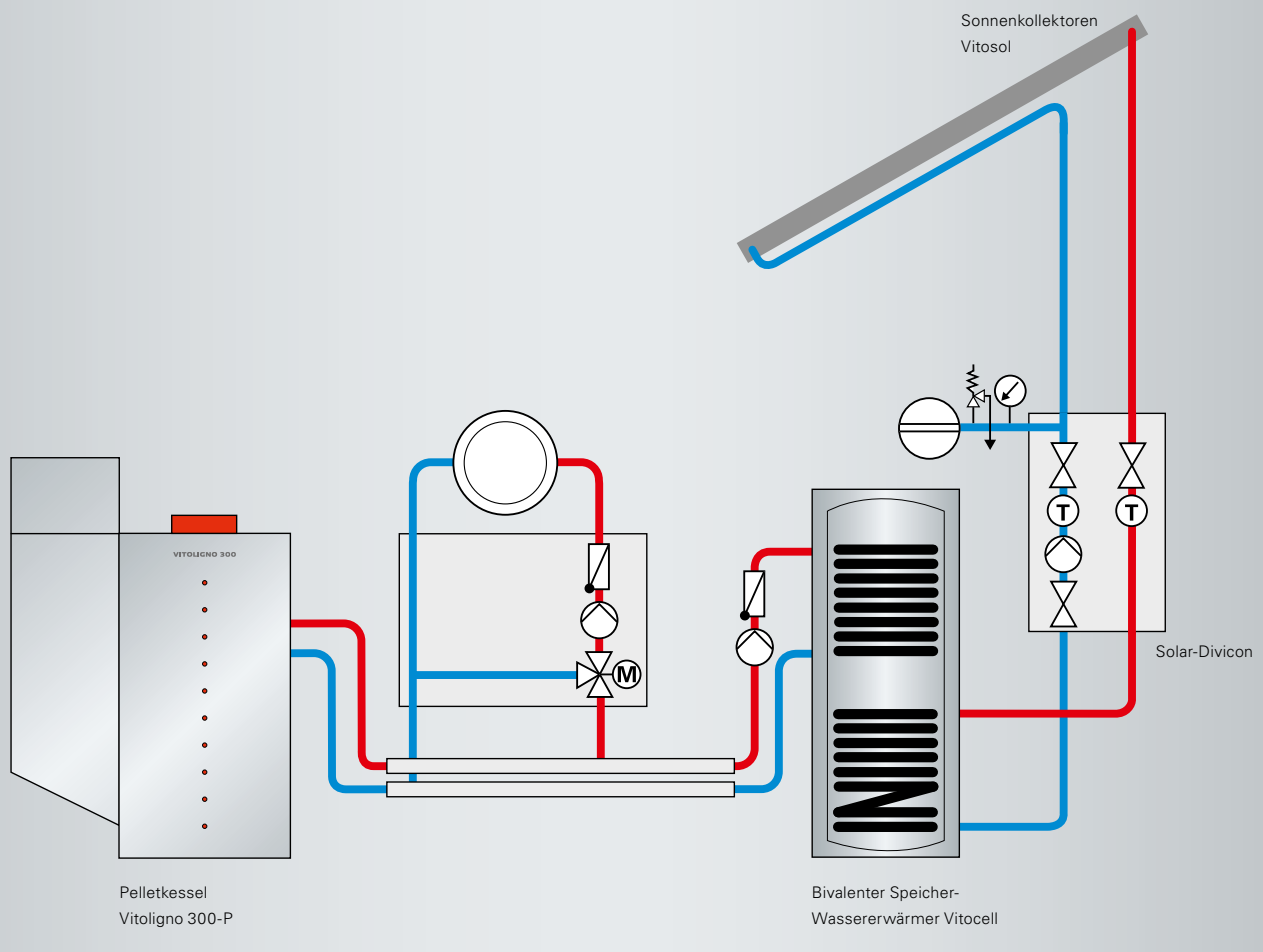 Sonnenkollektoren
Vitosol
T
T
VITOLIGNO 300
M
Solar-Divicon
Pelletkessel
Vitoligno 300-P
Bivalenter Speicher-
Wassererwärmer Vitocell